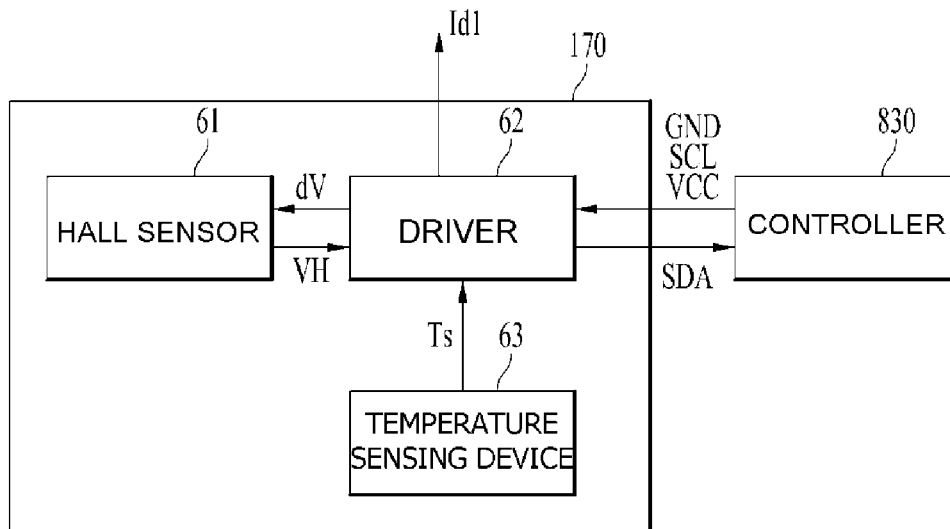 Id1
170
61
62
GND
SCL
VCC
830
dV
HALL SENSOR
DRIVER
CONTROLLER
VH
SDA
Ts
63
TEMPERATURE
SENSING DEVICE